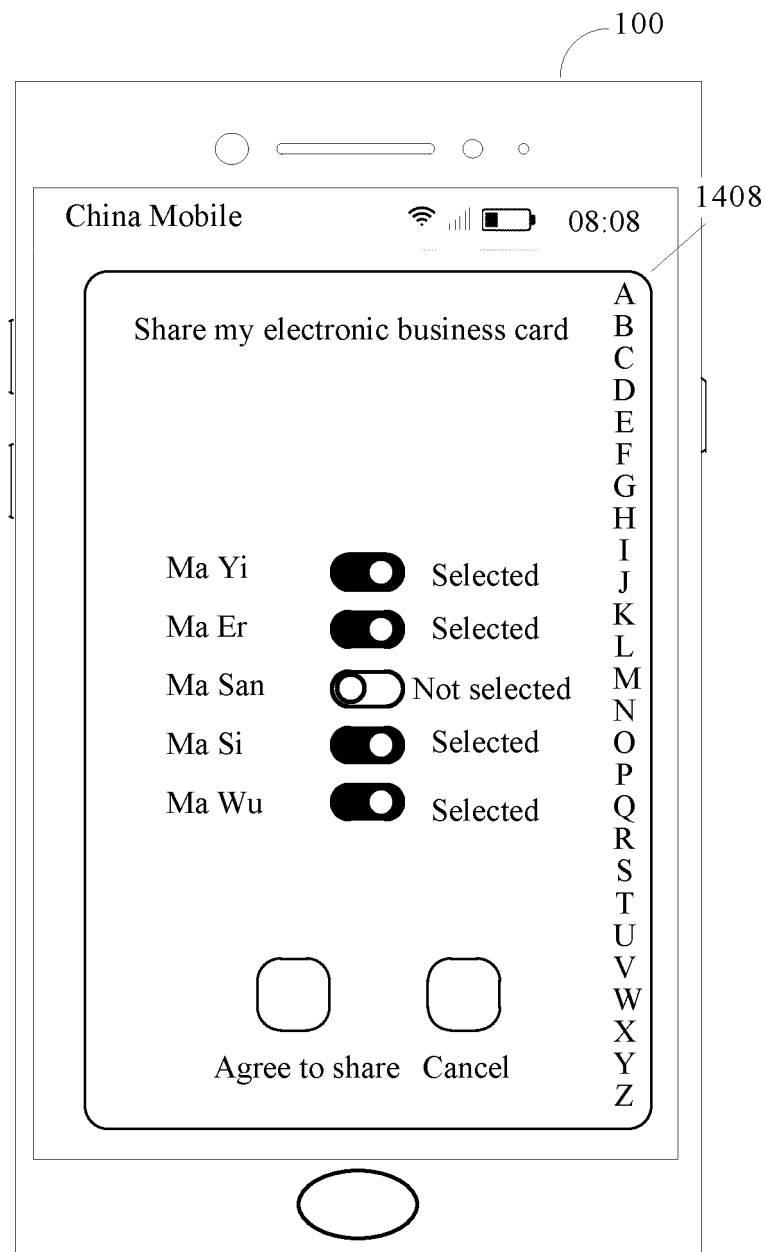 100
1408
China Mobile 08:08
Share my electronic business card
A
B
C
D
E
F
G
H
I
J
K
L
M
N
O
P
Q
R
S
T
U
V
W
X
Y
Z
Ma Yi Selected
Ma Er Selected
Ma San Not selected
Ma Si Selected
Ma Wu Selected
Agree to share Cancel